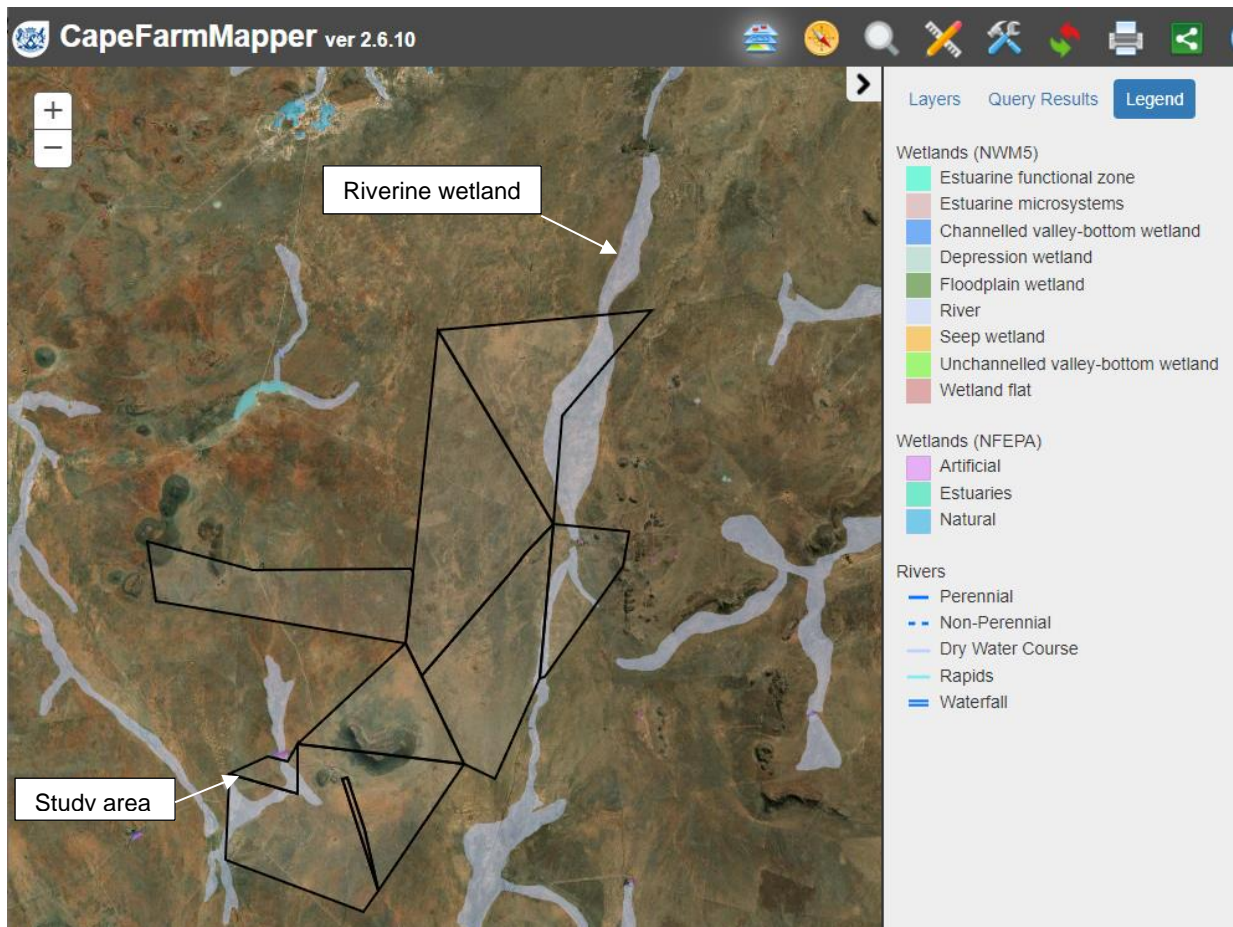 CapeFarmMapper ver 2.6.10
+
−
Layers Query Results Legend
Wetlands (NWM5)
Estuarine functional zone
Estuarine microsystems
Channelled valley-bottom wetland
Depression wetland
Floodplain wetland
River
Seep wetland
Unchannelled valley-bottom wetland
Wetland flat
Wetlands (NFEPA)
Artificial
Estuaries
Natural
Rivers
Perennial
Non-Perennial
Dry Water Course
Rapids
Waterfall
Riverine wetland
Study area